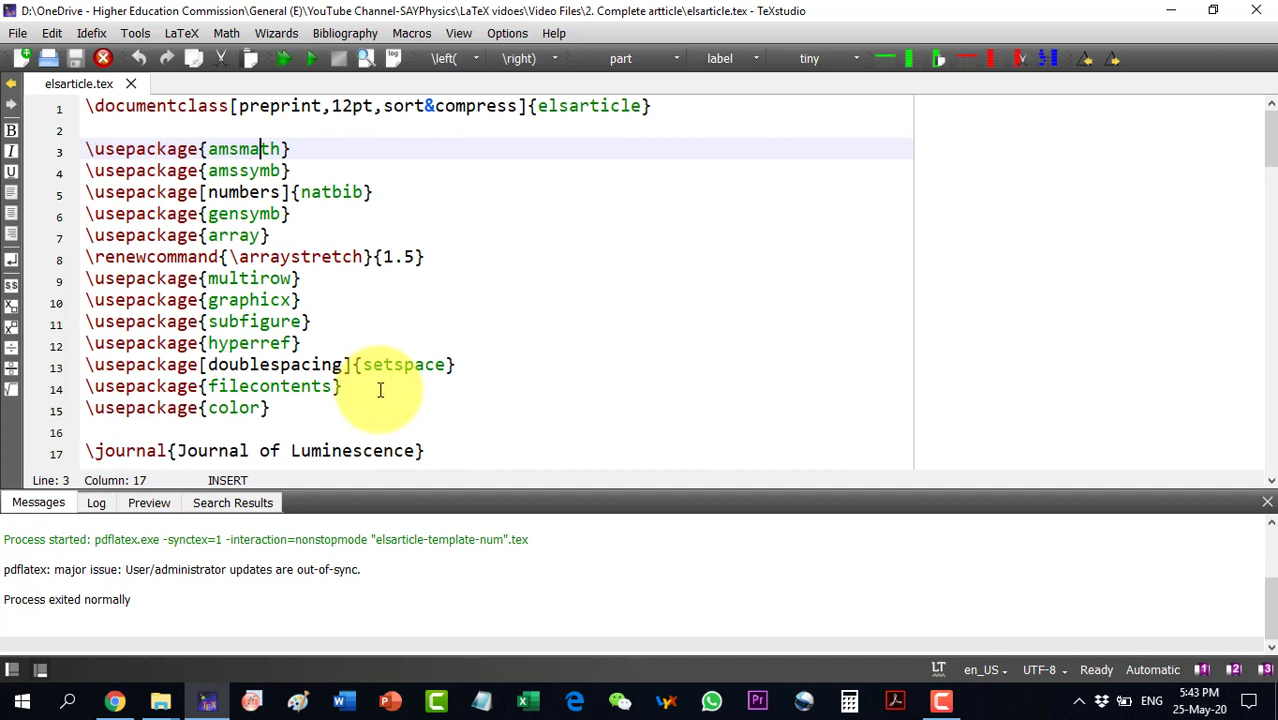 D:\OneDrive - Higher Education Commission\General (E)\YouTube Channel-SAYPhysics\LaTeX vidoes\Video Files\2. Complete artticle\elsarticle.tex - TeXstudio
File Edit Idefix Tools LaTeX Math Wizards Bibliography Macros View Options Help
\left( \right) part label tiny
elsarticle.tex
1 \documentclass[preprint,12pt,sort&compress]{elsarticle}
2
3 \usepackage{amsmath}
4 \usepackage{amssymb}
5 \usepackage[numbers]{natbib}
6 \usepackage{gensymb}
7 \usepackage{array}
8 \renewcommand{\arraystretch}{1.5}
9 \usepackage{multirow}
10 \usepackage{graphicx}
11 \usepackage{subfigure}
12 \usepackage{hyperref}
13 \usepackage[doublespacing]{setspace}
14 \usepackage{filecontents}
15 \usepackage{color}
16
17 \journal{Journal of Luminescence}
Line: 3 Column: 17 INSERT
Messages Log Preview Search Results
Process started: pdflatex.exe -synctex=1 -interaction=nonstopmode "elsarticle-template-num".tex
pdflatex: major issue: User/administrator updates are out-of-sync.
Process exited normally
LT en_US UTF-8 Ready Automatic 1 2 3
ENG 5:43 PM
25-May-20